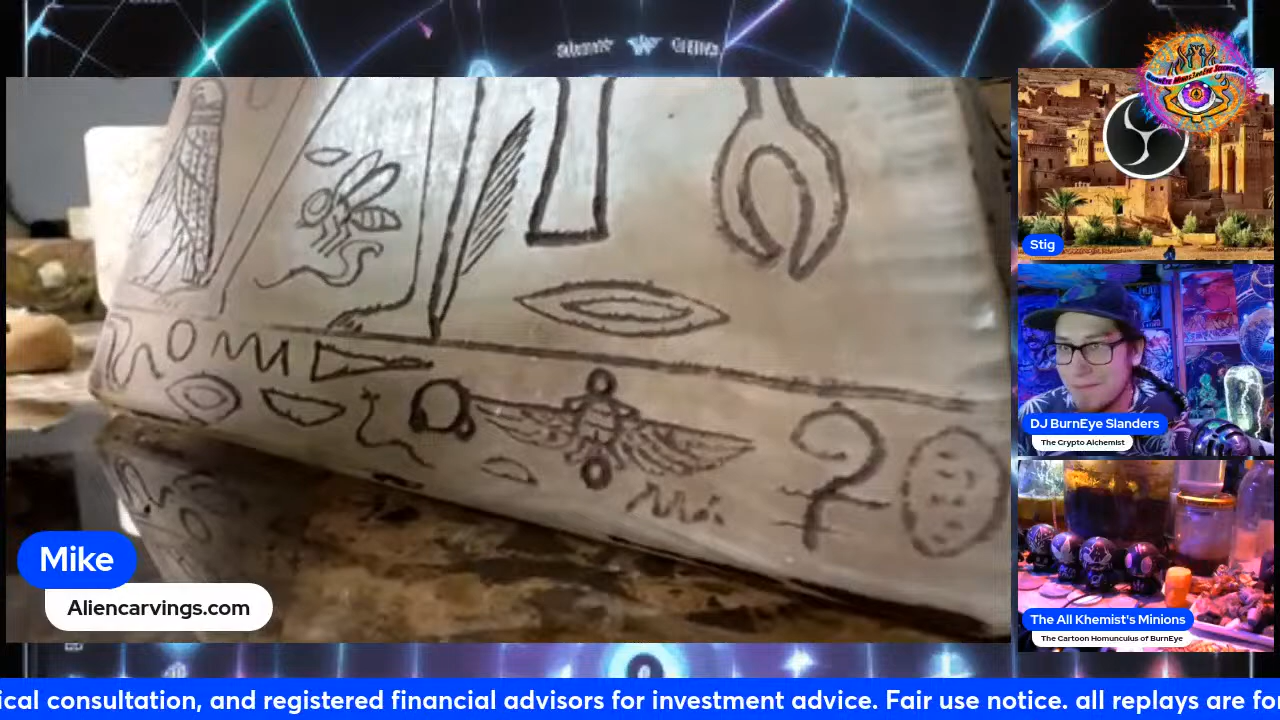 Stig
DJ BurnEye Slanders
The Crypto Alchemist
Mike
Aliencarvings.com
The All Khemist's Minions
The Cartoon Homunculus of BurnEye
ical consultation, and registered financial advisors for investment advice. Fair use notice. all replays are fo